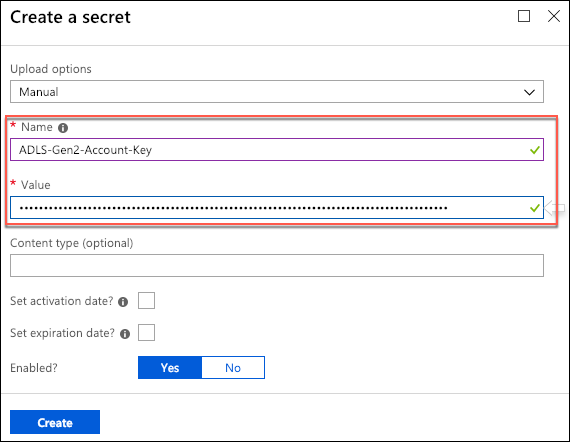 Create a secret
Upload options
Manual
* Name
ADLS-Gen2-Account-Key
* Value
••••••••••••••••••••••••••••••••••••••••••••••••••••••••••••••••••••••••••••••••••••••••
Content type (optional)
Set activation date?
Set expiration date?
Enabled? Yes No
Create